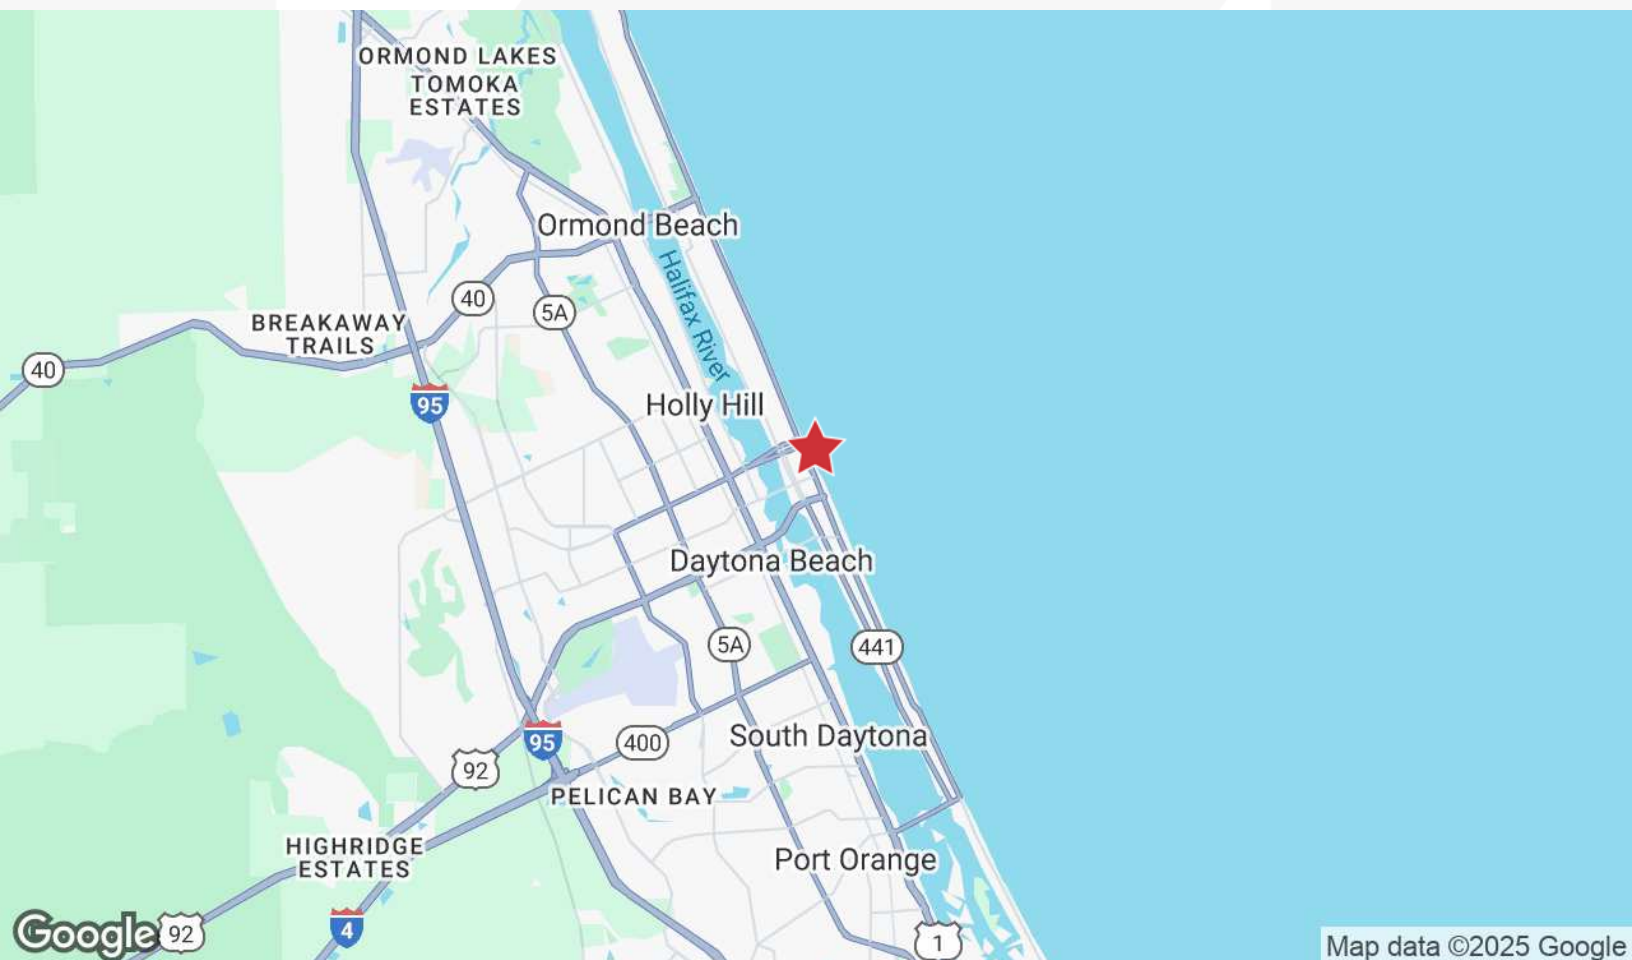 ORMOND LAKES
TOMOKA
ESTATES
Ormond Beach
Halifax River
40
5A
BREAKAWAY
TRAILS
40
95
Holly Hill
Daytona Beach
5A
441
95
400
South Daytona
92
PELICAN BAY
HIGHRIDGE
ESTATES
Port Orange
Google
92
4
1
Map data ©2025 Google